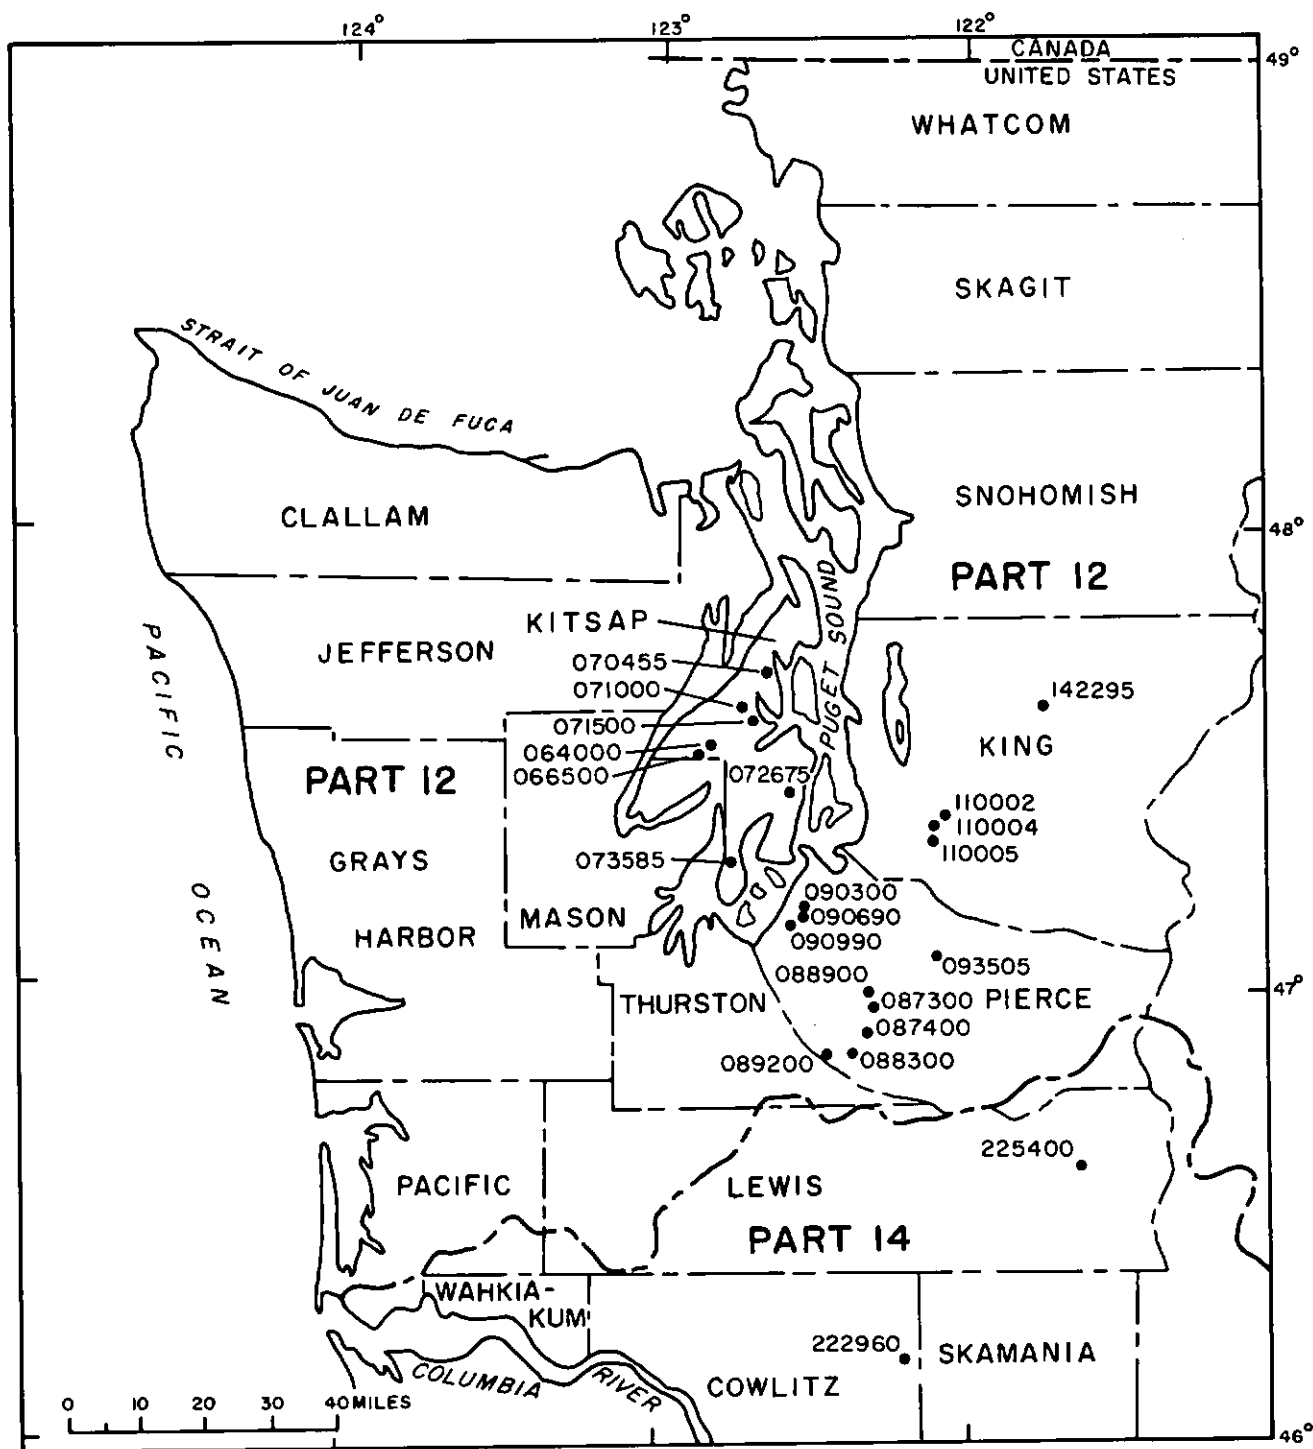 124°
123°
122°
CANADA
49°
UNITED STATES
WHATCOM
SKAGIT
STRAIT OF JUAN DE FUCA
CLALLAM
SNOHOMISH
48°
PART 12
PUGET SOUND
KITSAP
JEFFERSON
070455
071000
071500
064000
066500
072675
142295
KING
PACIFIC OCEAN
PART 12
110002
110004
110005
GRAYS HARBOR
073585
MASON
090300
090690
090990
088900
093505
THURSTON
087300
PIERCE
47°
087400
089200
088300
225400
PACIFIC
LEWIS
PART 14
WAHKIA-
KUM
222960
SKAMANIA
COLUMBIA RIVER
COWLITZ
0 10 20 30 40 MILES
46°